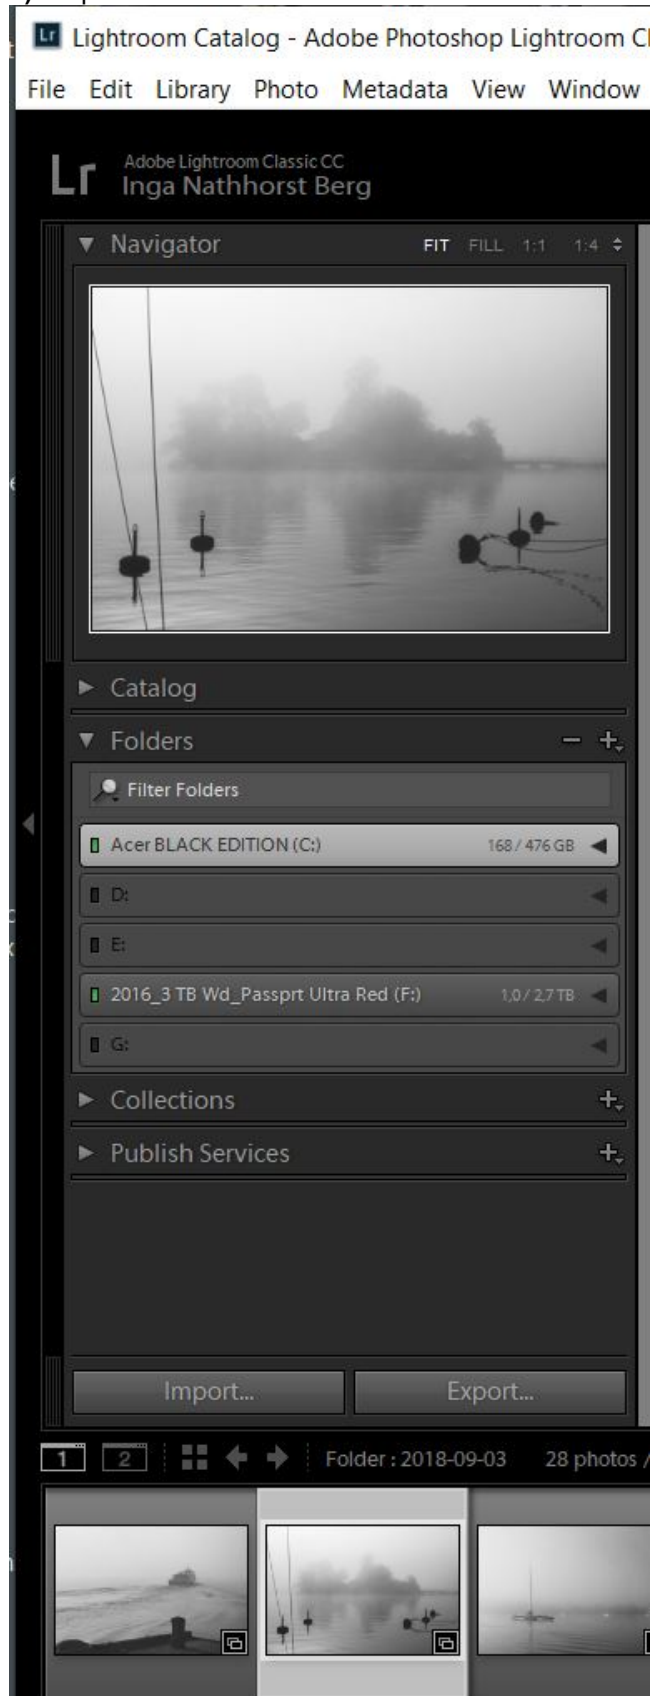 Lr Lightroom Catalog - Adobe Photoshop Lightroom Cl
File Edit Library Photo Metadata View Window
Lr Adobe Lightroom Classic CC
Inga Nathhorst Berg
Navigator FIT FILL 1:1 1:4
Catalog
Folders
Filter Folders
Acer BLACK EDITION (C:) 168 / 476 GB
D:
E:
2016_3 TB Wd_Passprt Ultra Red (F:) 1,0 / 2,7 TB
G:
Collections
Publish Services
Import... Export...
1 2 Folder : 2018-09-03 28 photos /